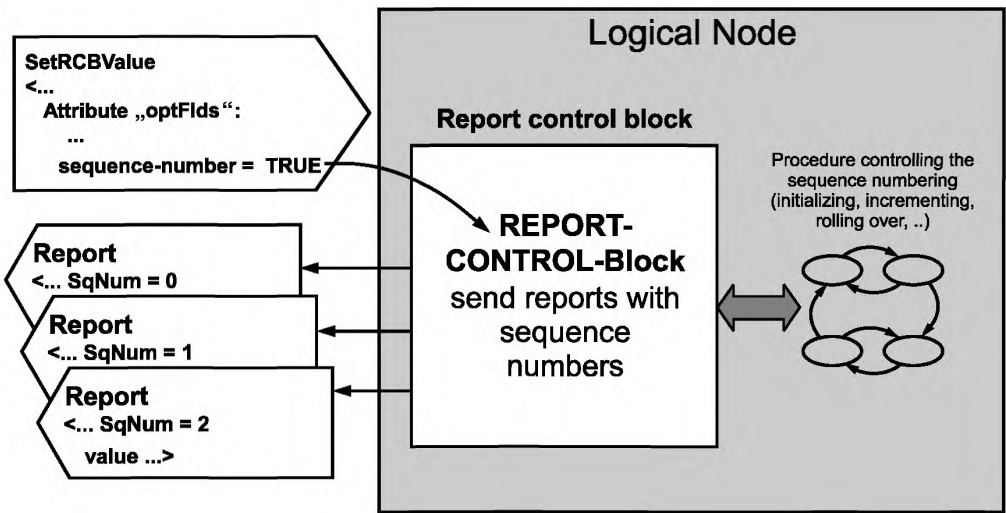 Logical Node
SetRCBValue
<...
Attribute „optFlds“:
...
sequence-number = TRUE
Report control block
REPORT-
CONTROL-Block
send reports with
sequence
numbers
Procedure controlling the
sequence numbering
(initializing, incrementing,
rolling over, ..)
Report
<... SqNum = 0
Report
<... SqNum = 1
Report
<... SqNum = 2
value ...>